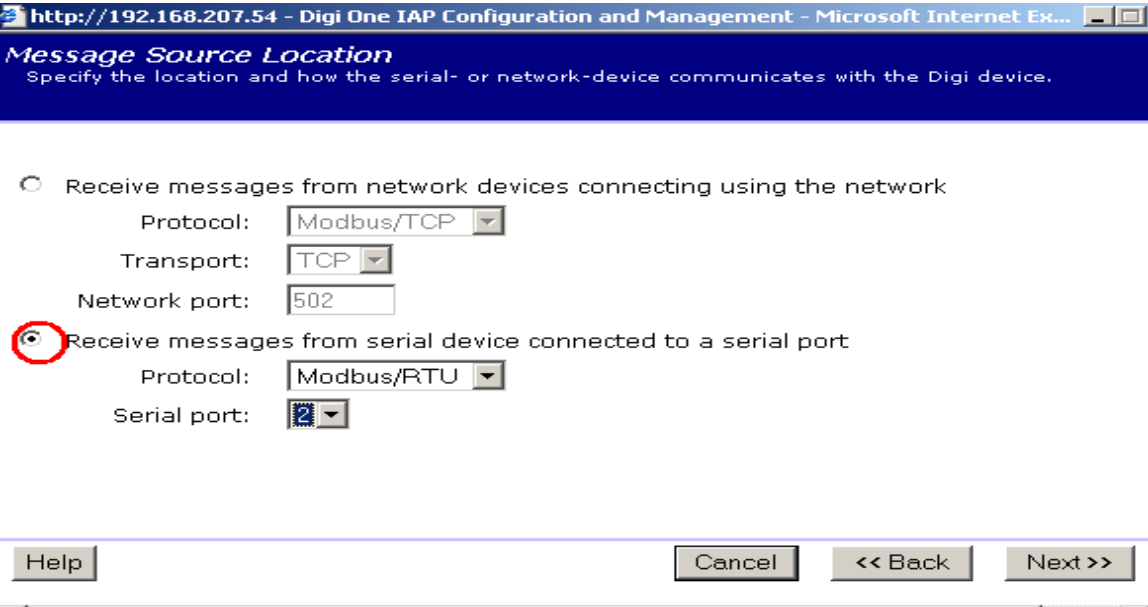 http://192.168.207.54 - Digi One IAP Configuration and Management - Microsoft Internet Ex...
Message Source Location
Specify the location and how the serial- or network-device communicates with the Digi device.
Receive messages from network devices connecting using the network
Protocol: Modbus/TCP
Transport: TCP
Network port: 502
Receive messages from serial device connected to a serial port
Protocol: Modbus/RTU
Serial port: 2
Help Cancel << Back Next >>